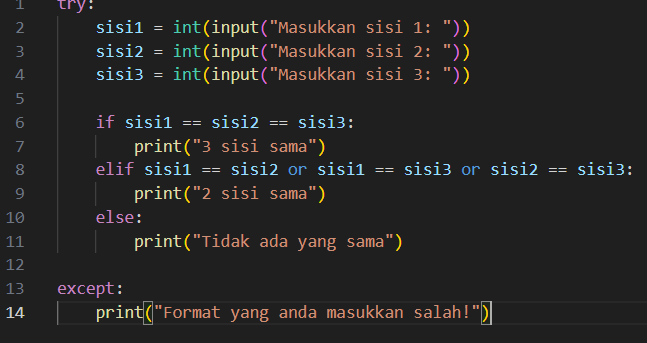 1 try:
2 sisi1 = int(input("Masukkan sisi 1: "))
3 sisi2 = int(input("Masukkan sisi 2: "))
4 sisi3 = int(input("Masukkan sisi 3: "))
5
6 if sisi1 == sisi2 == sisi3:
7 print("3 sisi sama")
8 elif sisi1 == sisi2 or sisi1 == sisi3 or sisi2 == sisi3:
9 print("2 sisi sama")
10 else:
11 print("Tidak ada yang sama")
12
13 except:
14 print("Format yang anda masukkan salah!")